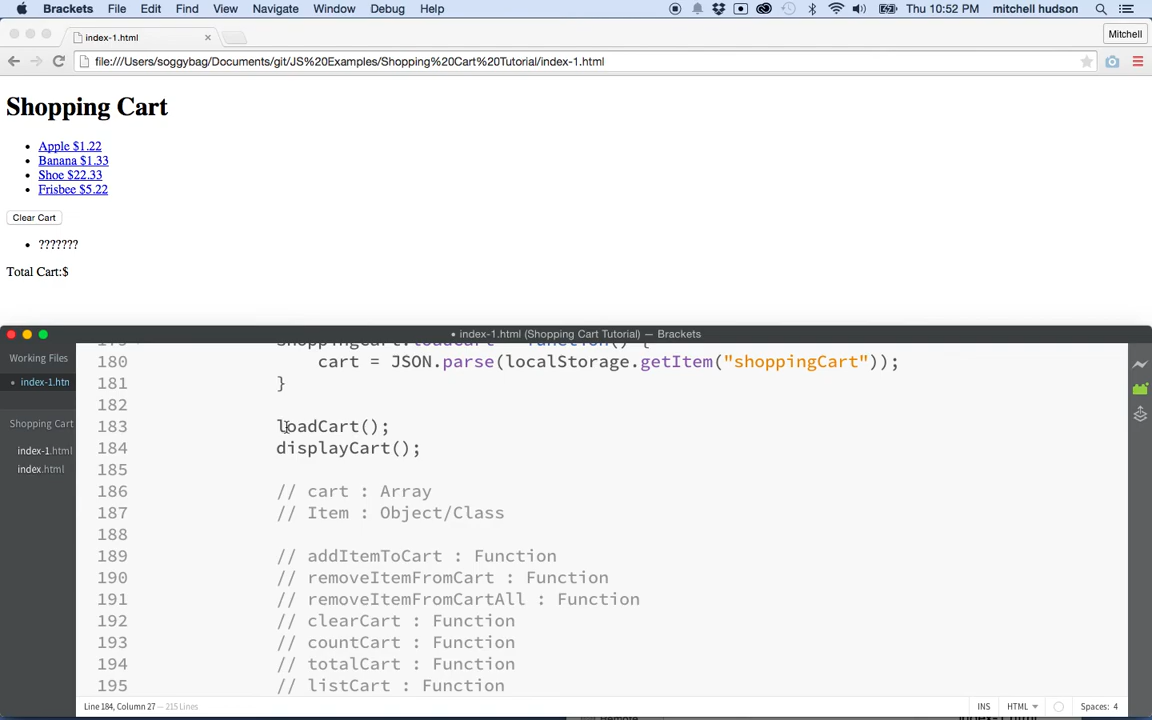 Brackets File Edit Find View Navigate Window Debug Help Thu 10:52 PM mitchell hudson
index-1.html
Mitchell
file:///Users/soggybag/Documents/git/JS%20Examples/Shopping%20Cart%20Tutorial/index-1.html
Shopping Cart
Apple $1.22
Banana $1.33
Shoe $22.33
Frisbee $5.22
Clear Cart
???????
Total Cart:$
• index-1.html (Shopping Cart Tutorial) — Brackets
Working Files
index-1.htn
Shopping Cart
index-1.html
index.html
179 shoppingCart.loadCart = function() {
180 cart = JSON.parse(localStorage.getItem("shoppingCart"));
181 }
182
183 loadCart();
184 displayCart();
185
186 // cart : Array
187 // Item : Object/Class
188
189 // addItemToCart : Function
190 // removeItemFromCart : Function
191 // removeItemFromCartAll : Function
192 // clearCart : Function
193 // countCart : Function
194 // totalCart : Function
195 // listCart : Function
Line 184, Column 27 — 215 Lines
INS HTML Spaces: 4